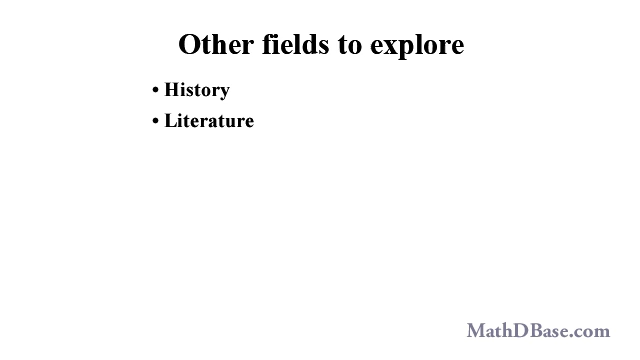 Other fields to explore
• History
• Literature
MathDBase.com